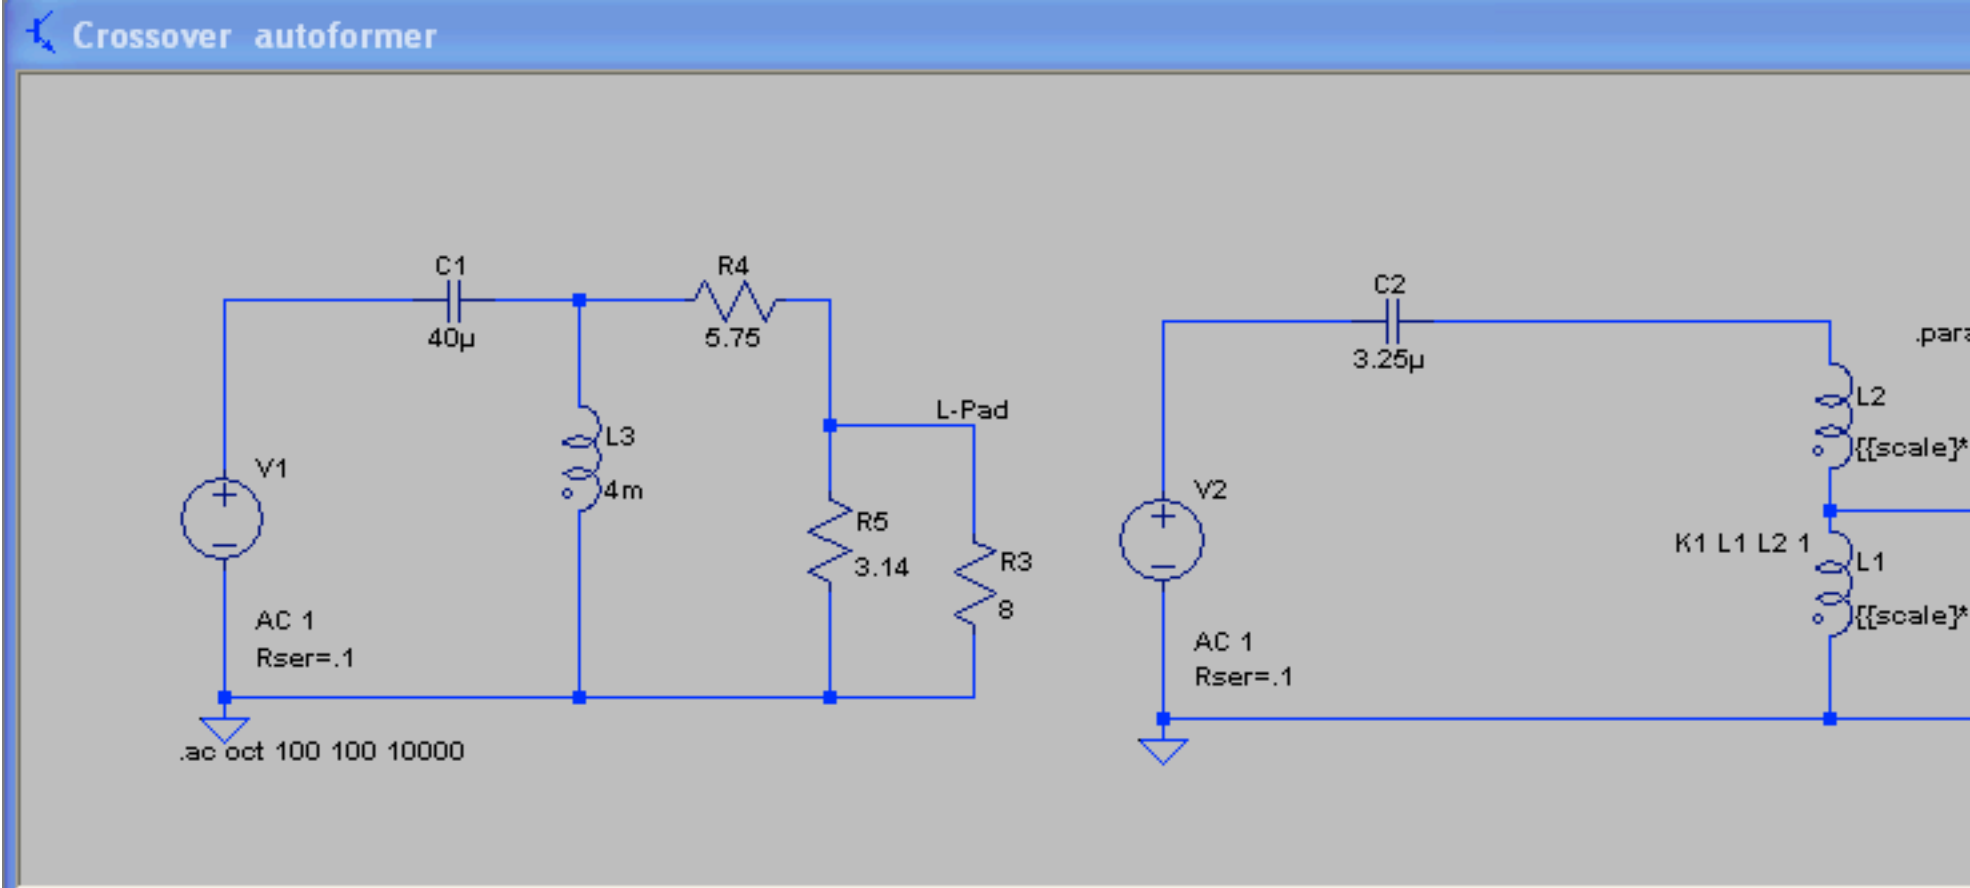 Crossover autoformer
C1
40µ
R4
5.75
L-Pad
L3
4m
V1
R5
3.14
R3
8
AC 1
Rser=.1
.ac oct 100 100 10000
C2
3.25µ
.para
L2
{{scale}*
V2
K1 L1 L2 1
L1
{{scale}*
AC 1
Rser=.1